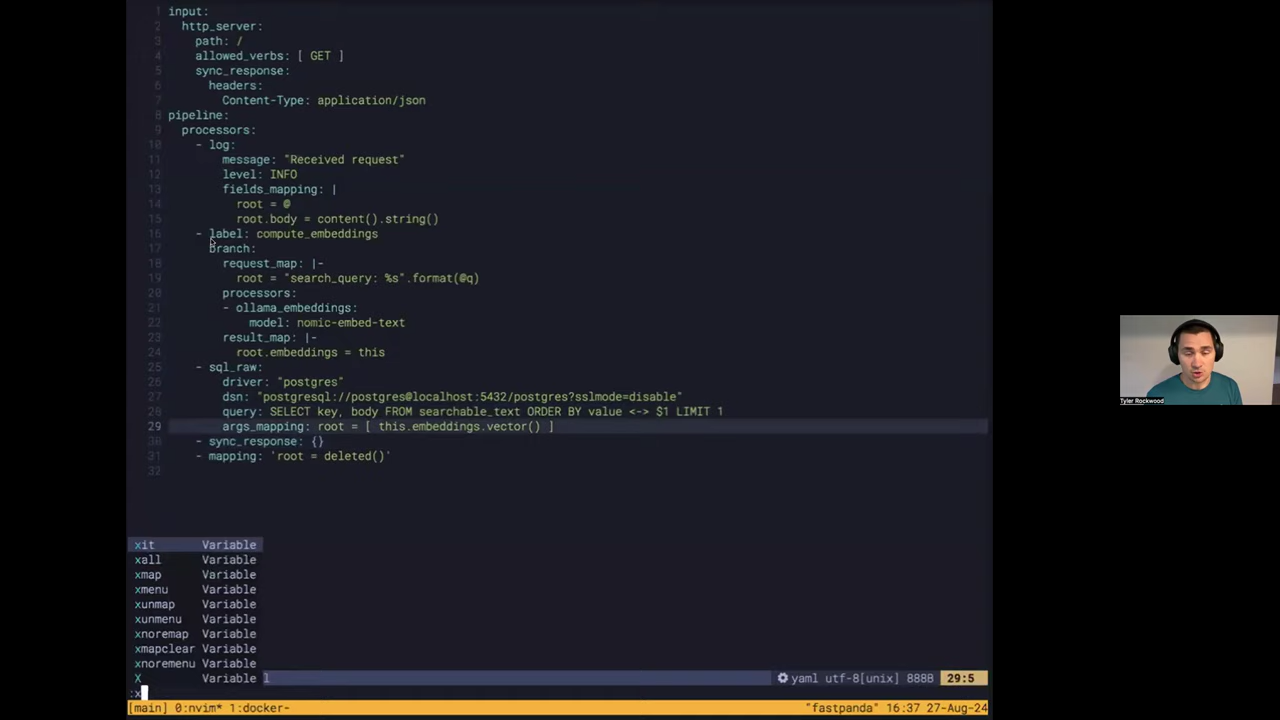 1 input:
2 http_server:
3 path: /
4 allowed_verbs: [ GET ]
5 sync_response:
6 headers:
7 Content-Type: application/json
8 pipeline:
9 processors:
10 - log:
11 message: "Received request"
12 level: INFO
13 fields_mapping: |
14 root = @
15 root.body = content().string()
16 - label: compute_embeddings
17 branch:
18 request_map: |-
19 root = "search_query: %s".format(@q)
20 processors:
21 - ollama_embeddings:
22 model: nomic-embed-text
23 result_map: |-
24 root.embeddings = this
25 - sql_raw:
26 driver: "postgres"
27 dsn: "postgresql://postgres@localhost:5432/postgres?sslmode=disable"
28 query: SELECT key, body FROM searchable_text ORDER BY value <-> $1 LIMIT 1
29 args_mapping: root = [ this.embeddings.vector() ]
30 - sync_response: {}
31 - mapping: 'root = deleted()'
32
xit Variable
xall Variable
xmap Variable
xmenu Variable
xunmap Variable
xunmenu Variable
xnoremap Variable
xmapclear Variable
xnoremenu Variable
X Variable l yaml utf-8[unix] 8888 29:5
:x
[main] 0:nvim* 1:docker- "fastpanda" 16:37 27-Aug-24
Tyler Rockwood